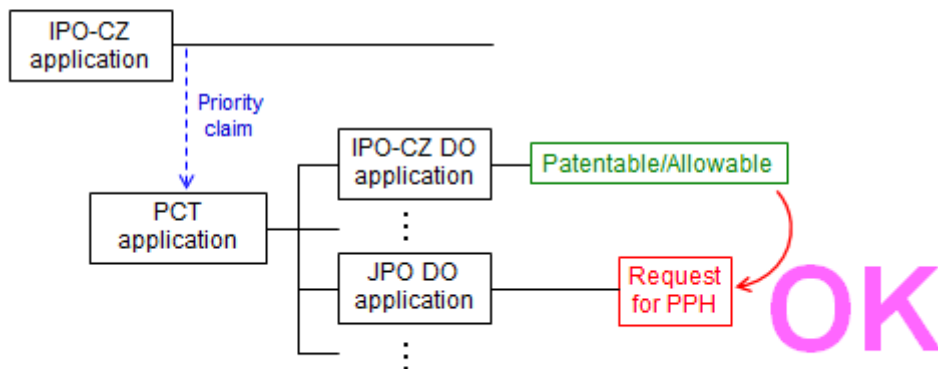 IPO-CZ
application
Priority
claim
IPO-CZ DO
application
Patentable/Allowable
PCT
application
⋮
JPO DO
application
Request
for PPH
OK
⋮